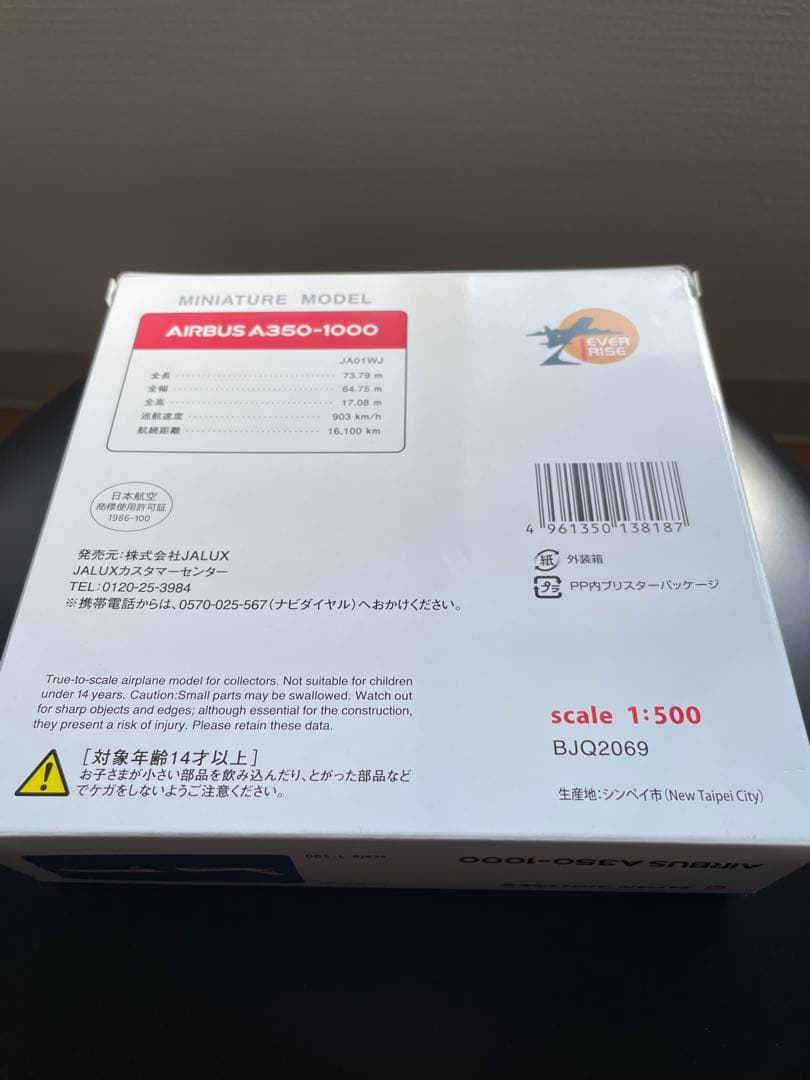 MINIATURE MODEL
AIRBUS A350-1000
JA01WJ
全長 73.79 m
全幅 64.75 m
全高 17.08 m
巡航速度 903 km/h
航続距離 16,100 km
EVER
RISE
日本航空
商標使用許可証
1986-100
4 961350 138187
発売元:株式会社JALUX
JALUXカスタマーセンター
TEL:0120-25-3984
※携帯電話からは、0570-025-567(ナビダイヤル)へおかけください。
紙 外装箱
プラ PP内ブリスターパッケージ
True-to-scale airplane model for collectors. Not suitable for children
under 14 years. Caution:Small parts may be swallowed. Watch out
for sharp objects and edges; although essential for the construction,
they present a risk of injury. Please retain these data.
[対象年齢14才以上]
お子さまが小さい部品を飲み込んだり、とがった部品など
でケガをしないようご注意ください。
scale 1:500
BJQ2069
生産地:シンペイ市(New Taipei City)
scale 1:500
AIRBUS A350-1000